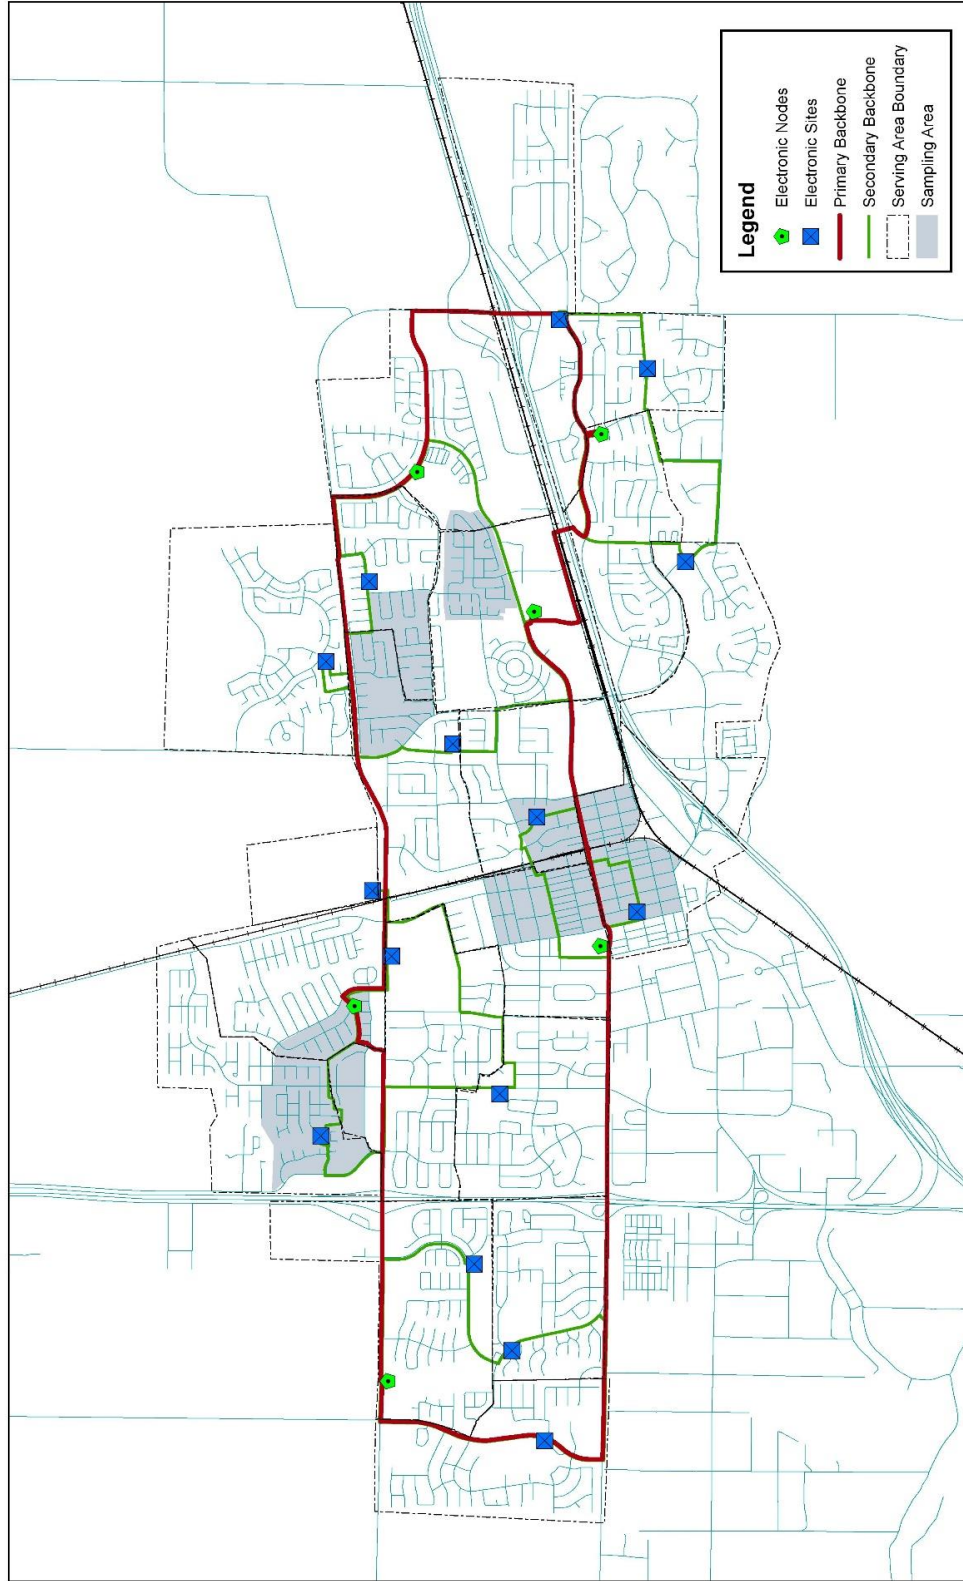 Legend
Electronic Nodes
Electronic Sites
Primary Backbone
Secondary Backbone
Serving Area Boundary
Sampling Area